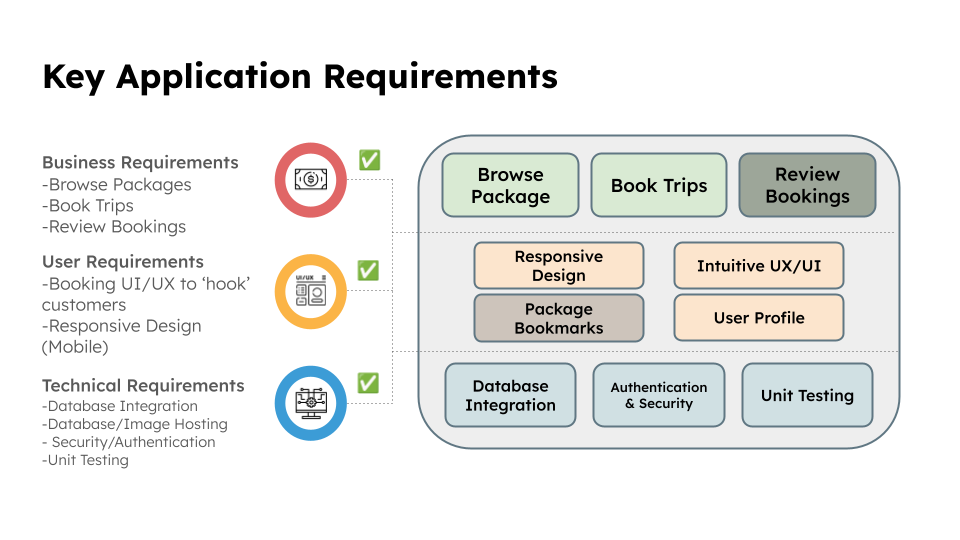 Key Application Requirements
Business Requirements
-Browse Packages
-Book Trips
-Review Bookings
User Requirements
-Booking UI/UX to ‘hook’
customers
-Responsive Design
(Mobile)
Technical Requirements
-Database Integration
-Database/Image Hosting
- Security/Authentication
-Unit Testing
UI/UX
Browse
Package
Book Trips
Review
Bookings
Responsive
Design
Intuitive UX/UI
Package
Bookmarks
User Profile
Database
Integration
Authentication
& Security
Unit Testing